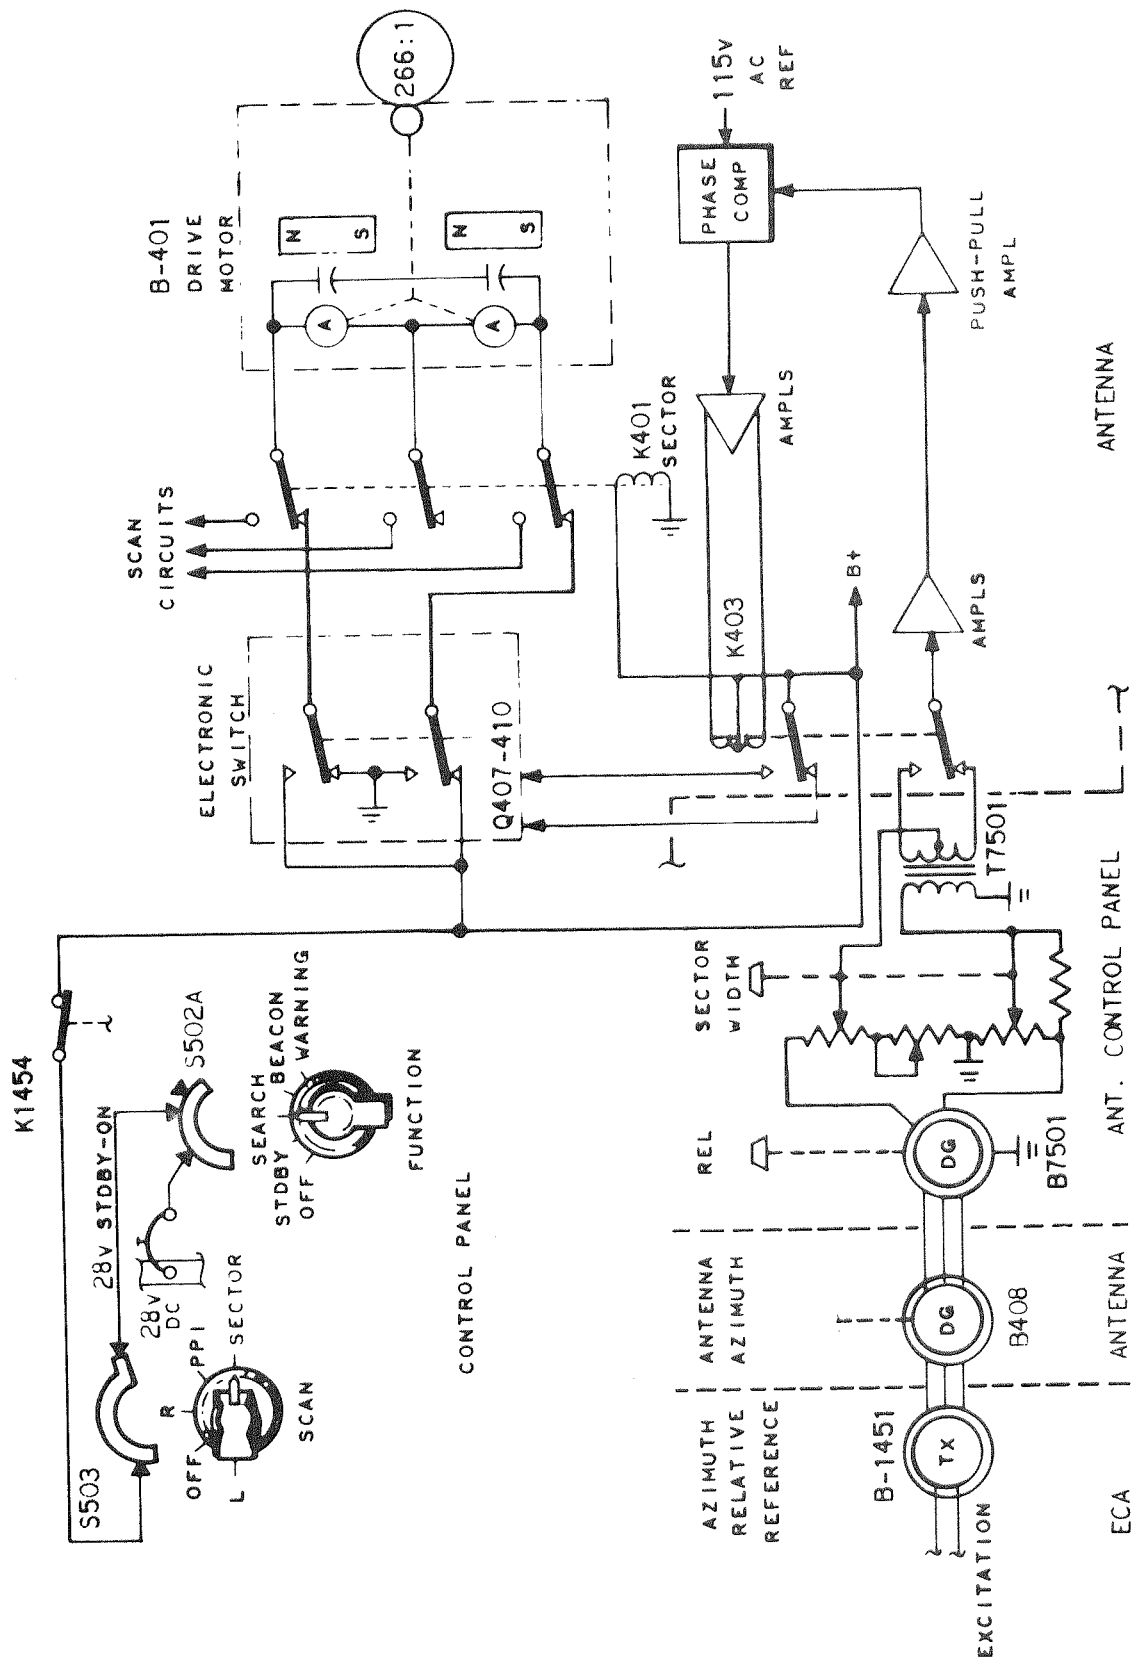 K1454
S503
28V STDBY-ON
28V
DC
S502A
OFF
R
PPI
SECTOR
L
SCAN
OFF
STDBY
SEARCH
BEACON
WARNING
FUNCTION
CONTROL PANEL
ELECTRONIC
SWITCH
Q407-410
SCAN
CIRCUITS
B-401
DRIVE
MOTOR
N
S
N
S
A
A
266:1
K401
SECTOR
K403
B+
AMPLS
PHASE
COMP
115V
AC
REF
AMPLS
PUSH-PULL
AMPL
AZIMUTH
RELATIVE
REFERENCE
ANTENNA
AZIMUTH
REL
SECTOR
WIDTH
B-1451
TX
EXCITATION
DG
B408
DG
B7501
T7501
ECA
ANTENNA
ANT. CONTROL PANEL
ANTENNA